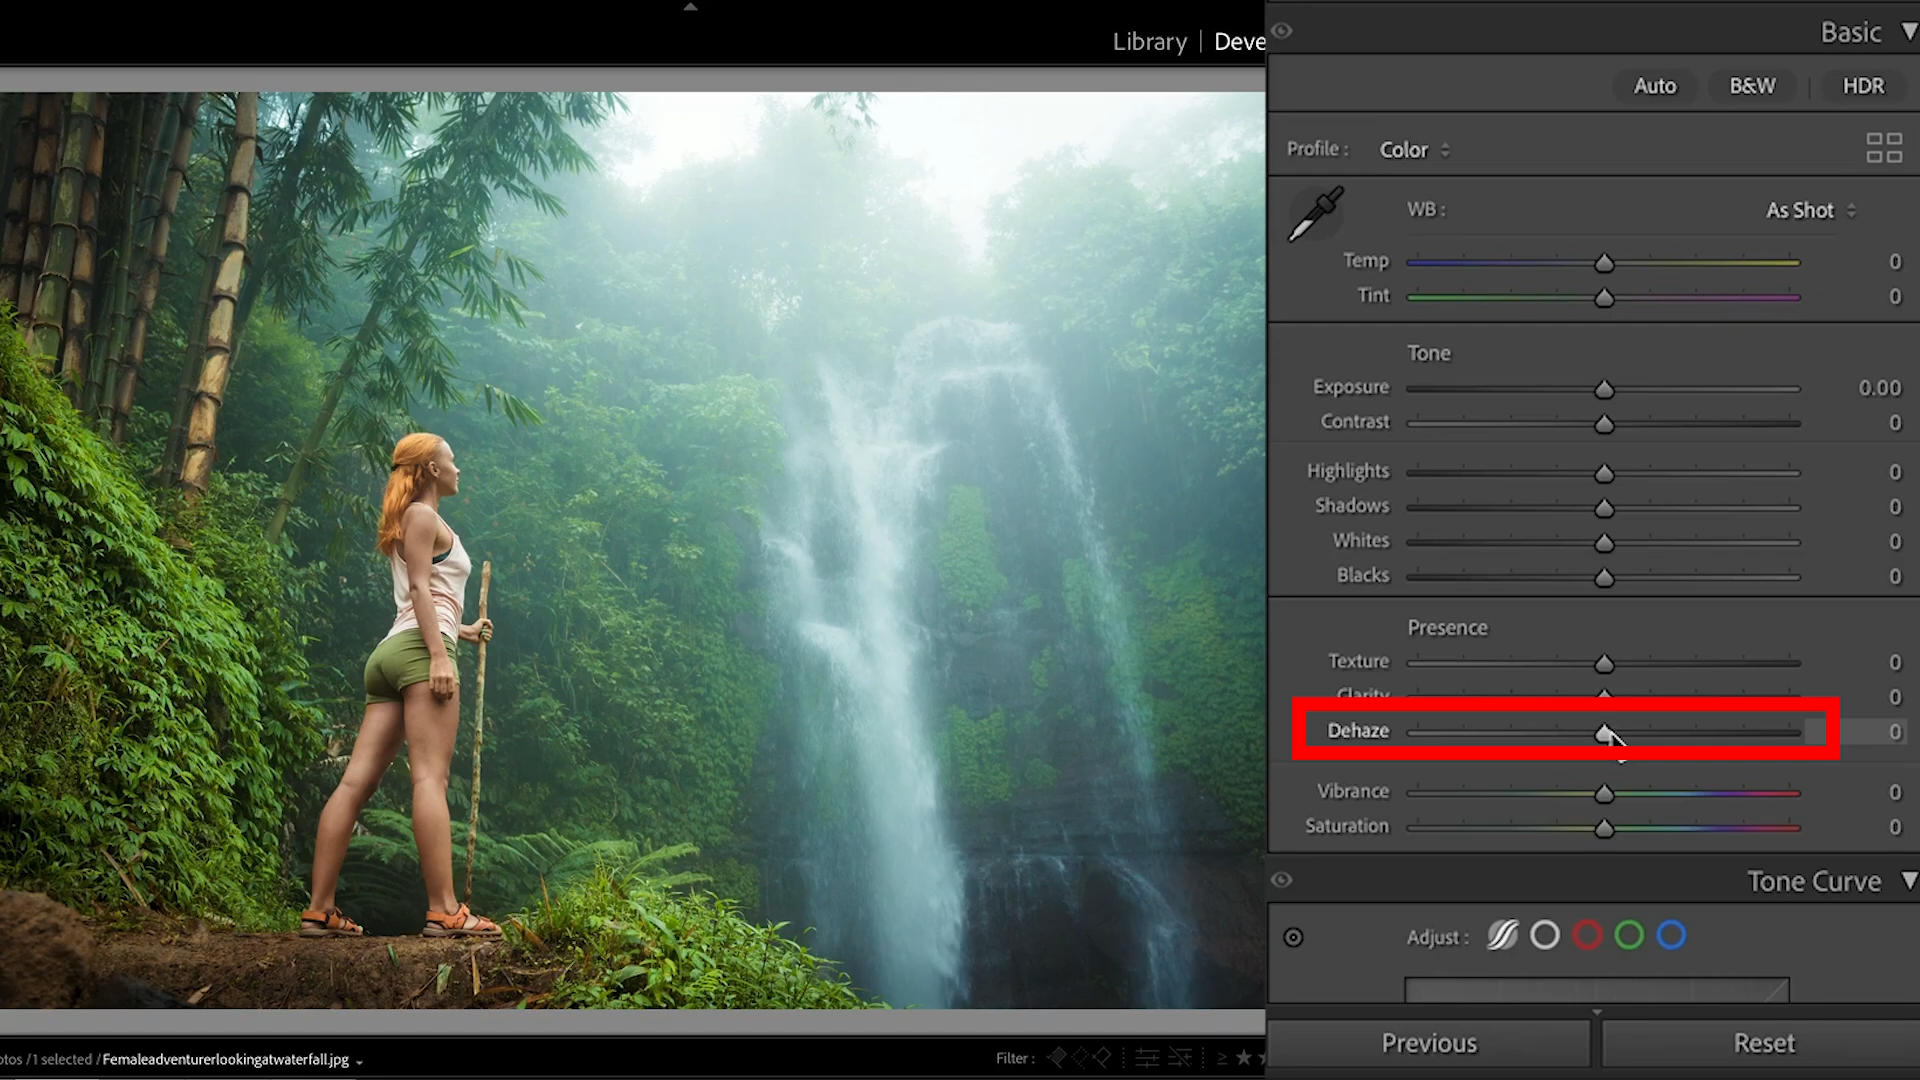 Library | Deve
Basic
Auto B&W | HDR
Profile : Color
WB : As Shot
Temp 0
Tint 0
Tone
Exposure 0.00
Contrast 0
Highlights 0
Shadows 0
Whites 0
Blacks 0
Presence
Texture 0
Clarity 0
Dehaze 0
Vibrance 0
Saturation 0
Tone Curve
Adjust :
Previous Reset
otos / 1 selected / Femaleadventurerlookingatwaterfall.jpg
Filter : ≥